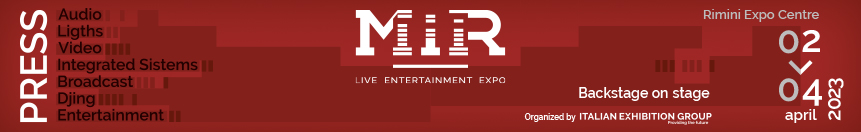 PRESS
Audio
Ligths
Video
Integrated Sistems
Broadcast
Djing
Entertainment
MIR
LIVE ENTERTAINMENT EXPO
Rimini Expo Centre
02
04
april
2023
Backstage on stage
Organized by ITALIAN EXHIBITION GROUP
Providing the future